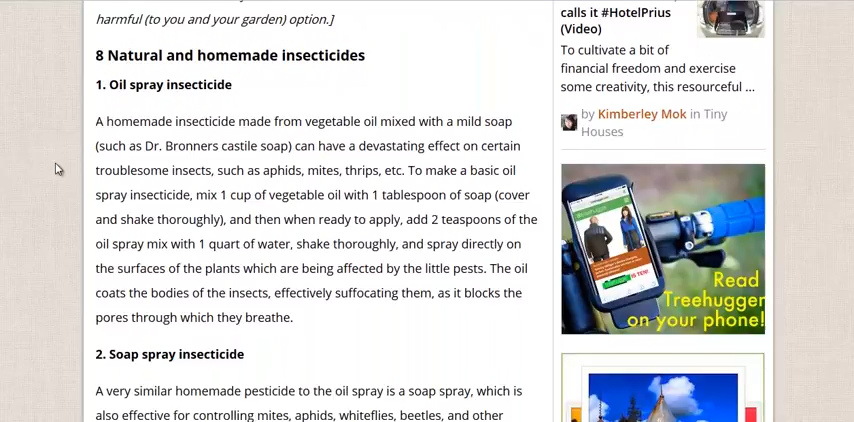 harmful (to you and your garden) option.]
8 Natural and homemade insecticides
1. Oil spray insecticide
A homemade insecticide made from vegetable oil mixed with a mild soap
(such as Dr. Bronners castile soap) can have a devastating effect on certain
troublesome insects, such as aphids, mites, thrips, etc. To make a basic oil
spray insecticide, mix 1 cup of vegetable oil with 1 tablespoon of soap (cover
and shake thoroughly), and then when ready to apply, add 2 teaspoons of the
oil spray mix with 1 quart of water, shake thoroughly, and spray directly on
the surfaces of the plants which are being affected by the little pests. The oil
coats the bodies of the insects, effectively suffocating them, as it blocks the
pores through which they breathe.
2. Soap spray insecticide
A very similar homemade pesticide to the oil spray is a soap spray, which is
also effective for controlling mites, aphids, whiteflies, beetles, and other
calls it #HotelPrius
(Video)
To cultivate a bit of
financial freedom and exercise
some creativity, this resourceful ...
by Kimberley Mok in Tiny
Houses
Read
Treehugger
on your phone!